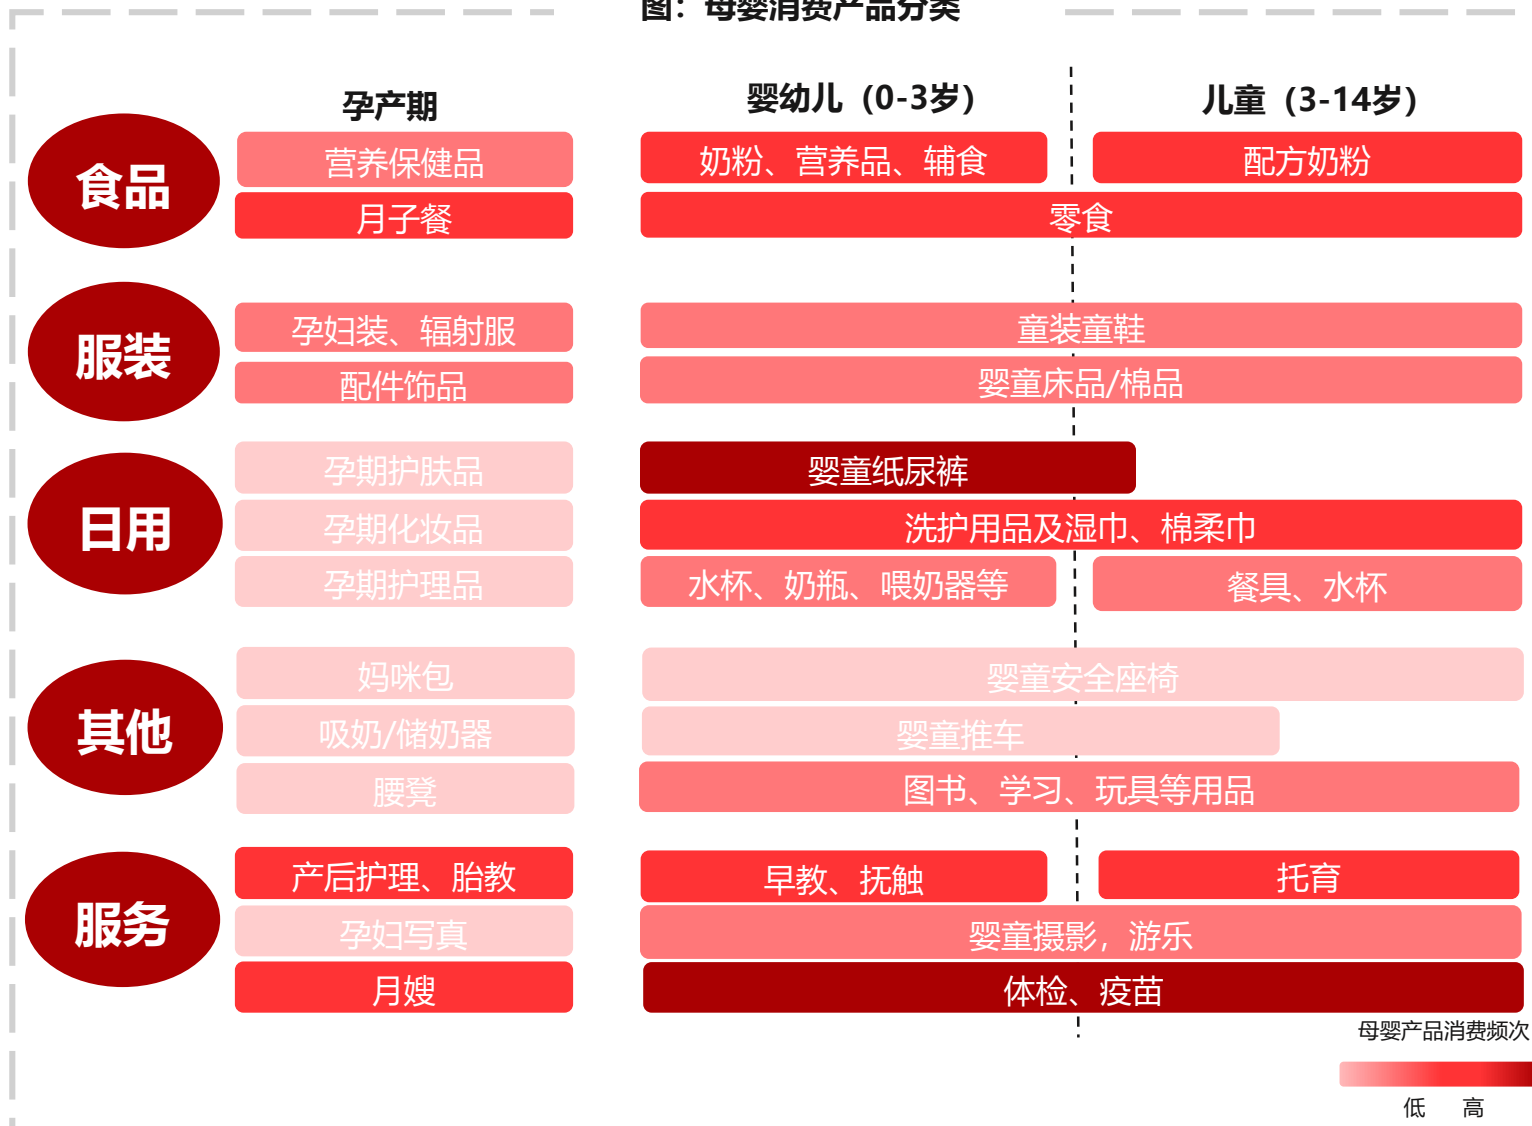 图：母婴消费产品分类
孕产期
婴幼儿（0-3岁）
儿童（3-14岁）
食品
营养保健品
奶粉、营养品、辅食
配方奶粉
月子餐
零食
服装
孕妇装、辐射服
童装童鞋
配件饰品
婴童床品/棉品
日用
孕期护肤品
婴童纸尿裤
孕期化妆品
洗护用品及湿巾、棉柔巾
孕期护理品
水杯、奶瓶、喂奶器等
餐具、水杯
其他
妈咪包
婴童安全座椅
吸奶/储奶器
婴童推车
腰凳
图书、学习、玩具等用品
服务
产后护理、胎教
早教、抚触
托育
孕妇写真
婴童摄影，游乐
月嫂
体检、疫苗
母婴产品消费频次
低 高